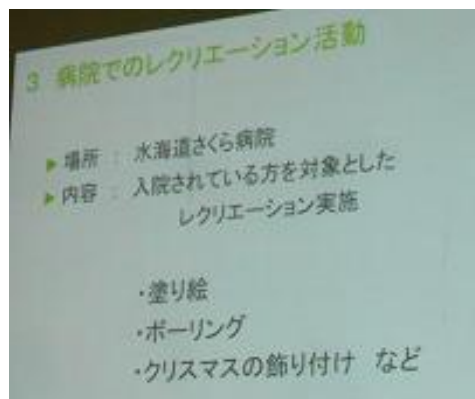 3 病院でのレクリエーション活動
▶場所 : 水海道さくら病院
▶内容 : 入院されている方を対象とした
レクリエーション実施
・塗り絵
・ボーリング
・クリスマスの飾り付け など